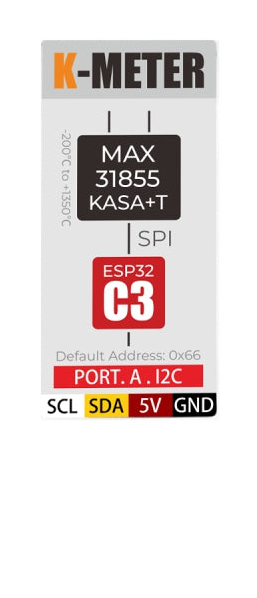 K-METER
-200°C to +1350°C
MAX
31855
KASA+T
SPI
ESP32
C3
Default Address: 0x66
PORT. A . I2C
SCL SDA 5V GND